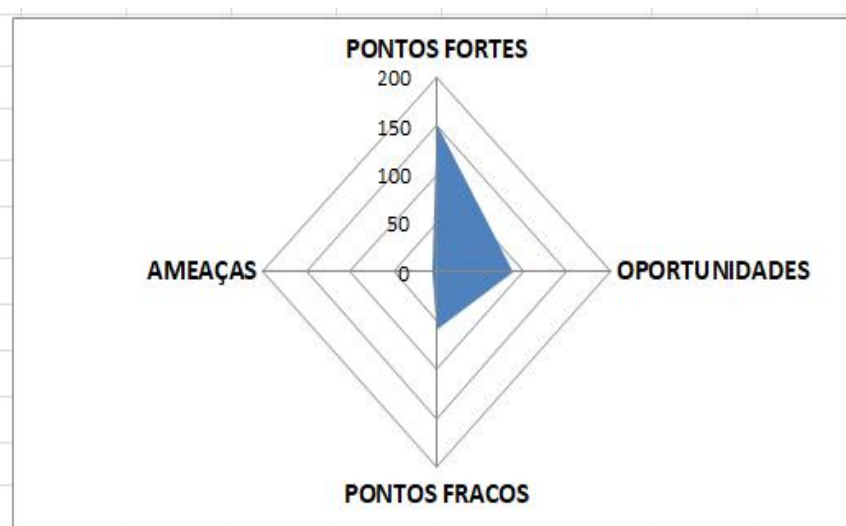 PONTOS FORTES
200
150
100
50
AMEAÇAS
0
OPORTUNIDADES
PONTOS FRACOS